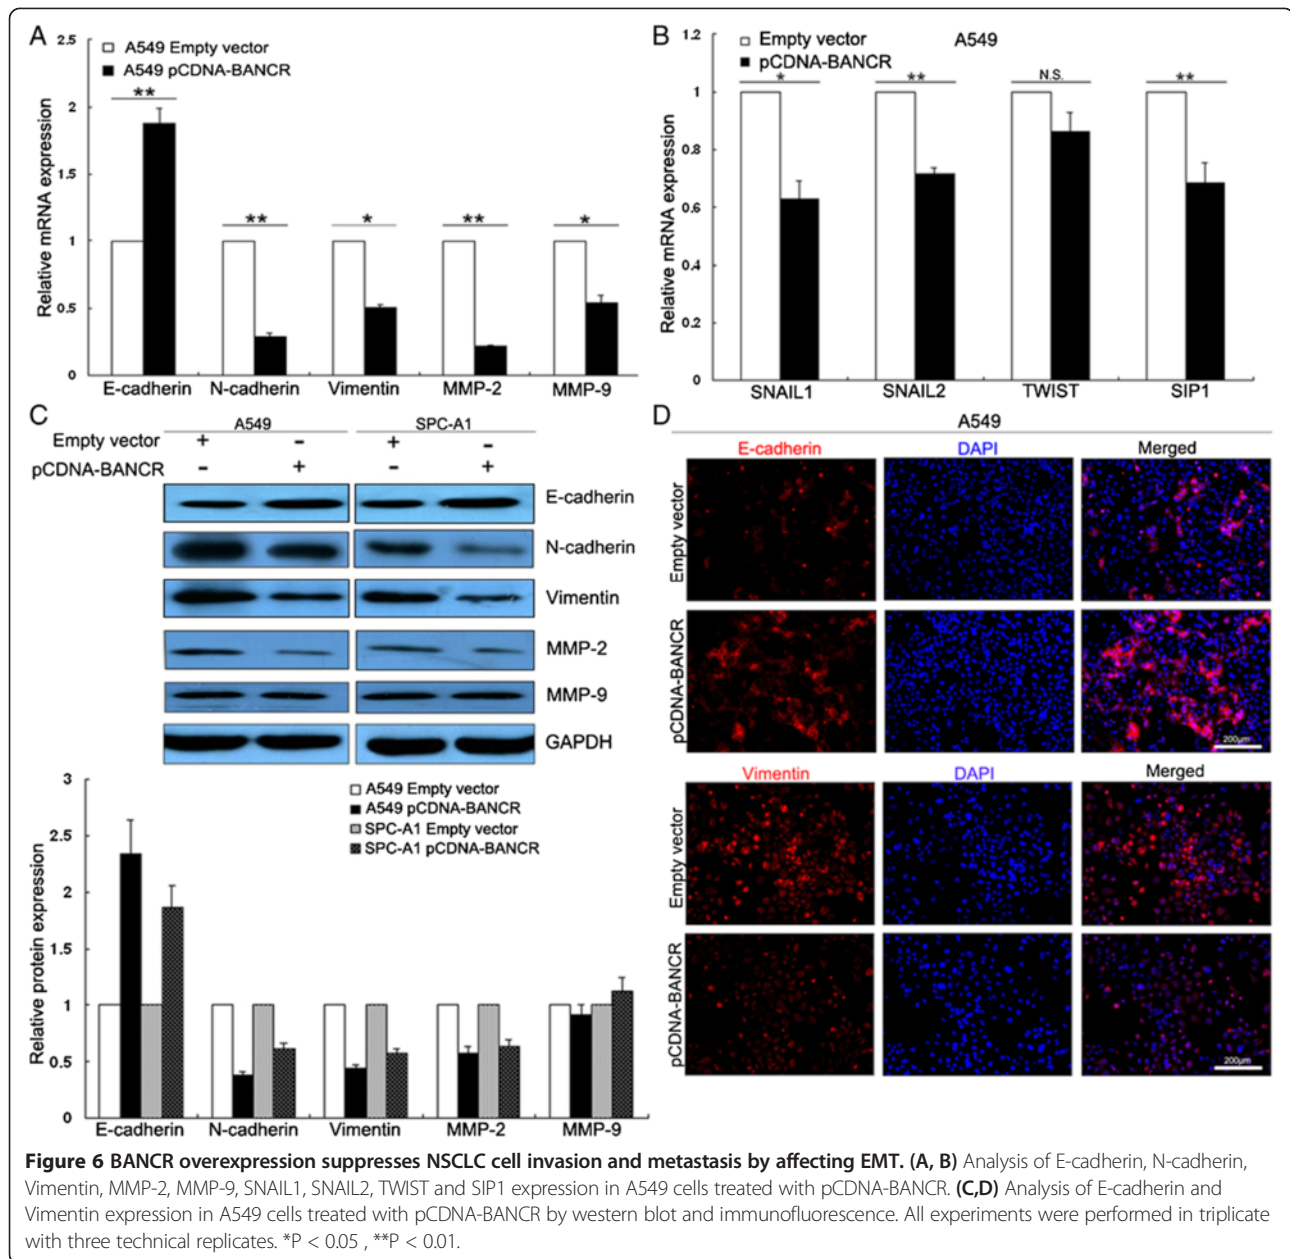 A
2.5
2
1.5
1
0.5
0
Relative mRNA expression
A549 Empty vector
A549 pCDNA-BANCR
**
**
*
**
*
E-cadherin N-cadherin Vimentin MMP-2 MMP-9
B
1.2
1
0.8
0.6
0.4
0.2
0
Relative mRNA expression
Empty vector
pCDNA-BANCR
A549
*
**
N.S.
**
SNAIL1 SNAIL2 TWIST SIP1
C
A549 SPC-A1
Empty vector + - + -
pCDNA-BANCR - + - +
E-cadherin
N-cadherin
Vimentin
MMP-2
MMP-9
GAPDH
3
2.5
2
1.5
1
0.5
0
Relative protein expression
A549 Empty vector
A549 pCDNA-BANCR
SPC-A1 Empty vector
SPC-A1 pCDNA-BANCR
E-cadherin N-cadherin Vimentin MMP-2 MMP-9
D
A549
E-cadherin DAPI Merged
Empty vector
pCDNA-BANCR
200μm
Vimentin DAPI Merged
Empty vector
pCDNA-BANCR
200μm
Figure 6 BANCR overexpression suppresses NSCLC cell invasion and metastasis by affecting EMT. (A, B) Analysis of E-cadherin, N-cadherin,
Vimentin, MMP-2, MMP-9, SNAIL1, SNAIL2, TWIST and SIP1 expression in A549 cells treated with pCDNA-BANCR. (C,D) Analysis of E-cadherin and
Vimentin expression in A549 cells treated with pCDNA-BANCR by western blot and immunofluorescence. All experiments were performed in triplicate
with three technical replicates. *P < 0.05 , **P < 0.01.